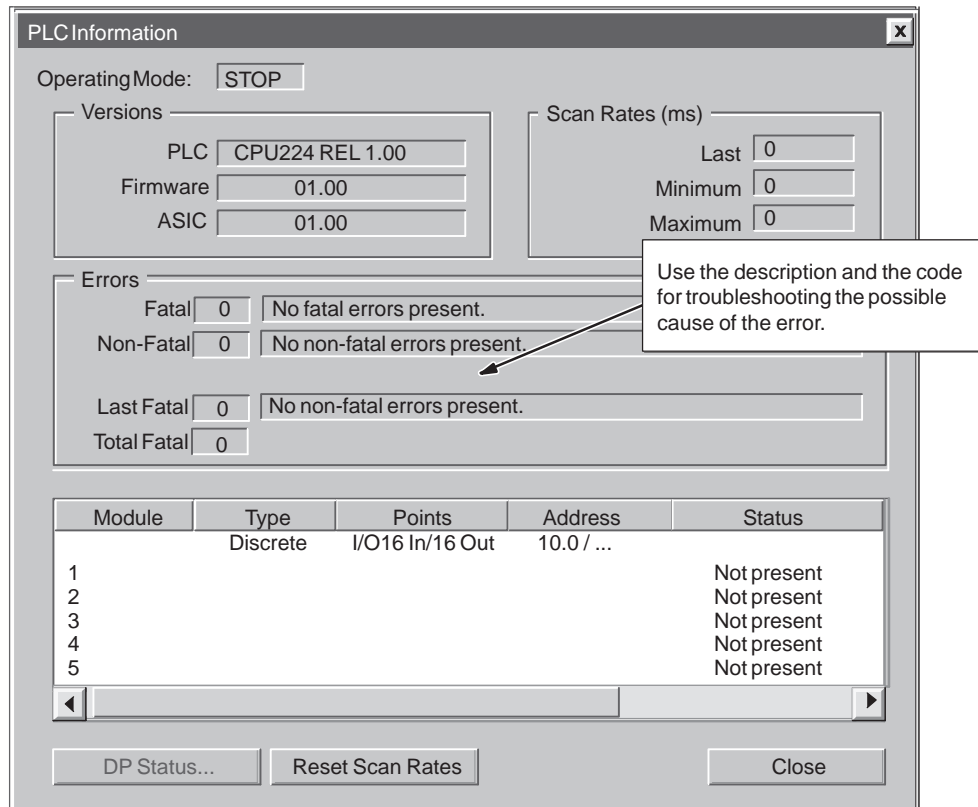 PLC Information
x
Operating Mode: STOP
Versions
PLC CPU224 REL 1.00
Firmware 01.00
ASIC 01.00
Scan Rates (ms)
Last 0
Minimum 0
Maximum 0
Use the description and the code
for troubleshooting the possible
cause of the error.
Errors
Fatal 0 No fatal errors present.
Non-Fatal 0 No non-fatal errors present.
Last Fatal 0 No non-fatal errors present.
Total Fatal 0
Module Type Points Address Status
Discrete I/O16 In/16 Out 10.0 / ...
1 Not present
2 Not present
3 Not present
4 Not present
5 Not present
DP Status... Reset Scan Rates Close